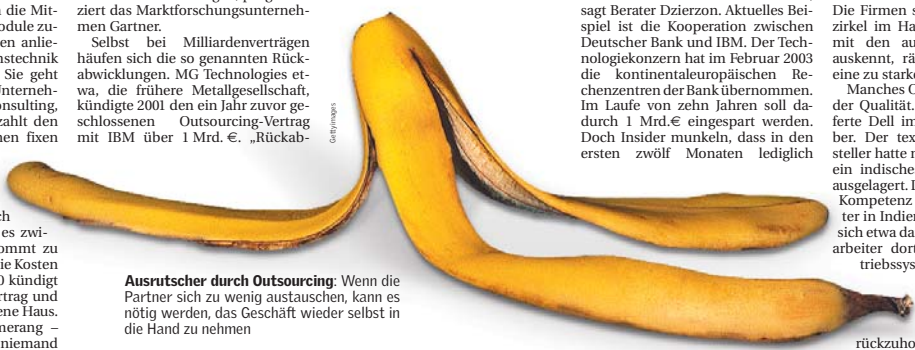 n die Mit-
odule zu-
en anlie-
nstechnik
Sie geht
Unterneh-
onsulting,
zahlt den
nen fixen
ch
es zwi-
ommt zu
ie Kosten
0 kündigt
rtrag und
ene Haus.
merang –
niemand
ziert das Marktforschungsunterneh-
men Gartner.
Selbst bei Milliardenverträgen
häufen sich die so genannten Rück-
abwicklungen. MG Technologies et-
wa, die frühere Metallgesellschaft,
kündigte 2001 den ein Jahr zuvor ge-
schlossenen Outsourcing-Vertrag
mit IBM über 1 Mrd. €. „Rückab-
Gettyimages
Ausrutscher durch Outsourcing: Wenn die
Partner sich zu wenig austauschen, kann es
nötig werden, das Geschäft wieder selbst in
die Hand zu nehmen
sagt Berater Dzierzon. Aktuelles Bei-
spiel ist die Kooperation zwischen
Deutscher Bank und IBM. Der Tech-
nologiekonzern hat im Februar 2003
die kontinentaleuropäischen Re-
chenzentren der Bank übernommen.
Im Laufe von zehn Jahren soll da-
durch 1 Mrd.€ eingespart werden.
Doch Insider munkeln, dass in den
ersten zwölf Monaten lediglich
Die Firmen s
zirkel im Ha
mit den au
auskennt, rä
eine zu starke
Manches O
der Qualität.
ferte Dell im
ber. Der tex
steller hatte r
ein indische
ausgelagert. I
Kompetenz
ter in Indien
sich etwa da
arbeiter dort
triebssys
rückzuho